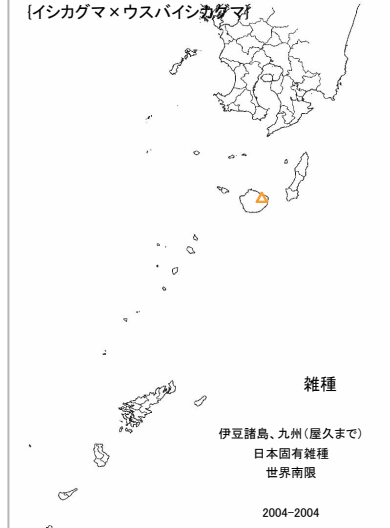 {イシカグマ×ウスバイシカグマ}
雑種
伊豆諸島、九州(屋久まで)
日本固有雑種
世界南限
2004-2004